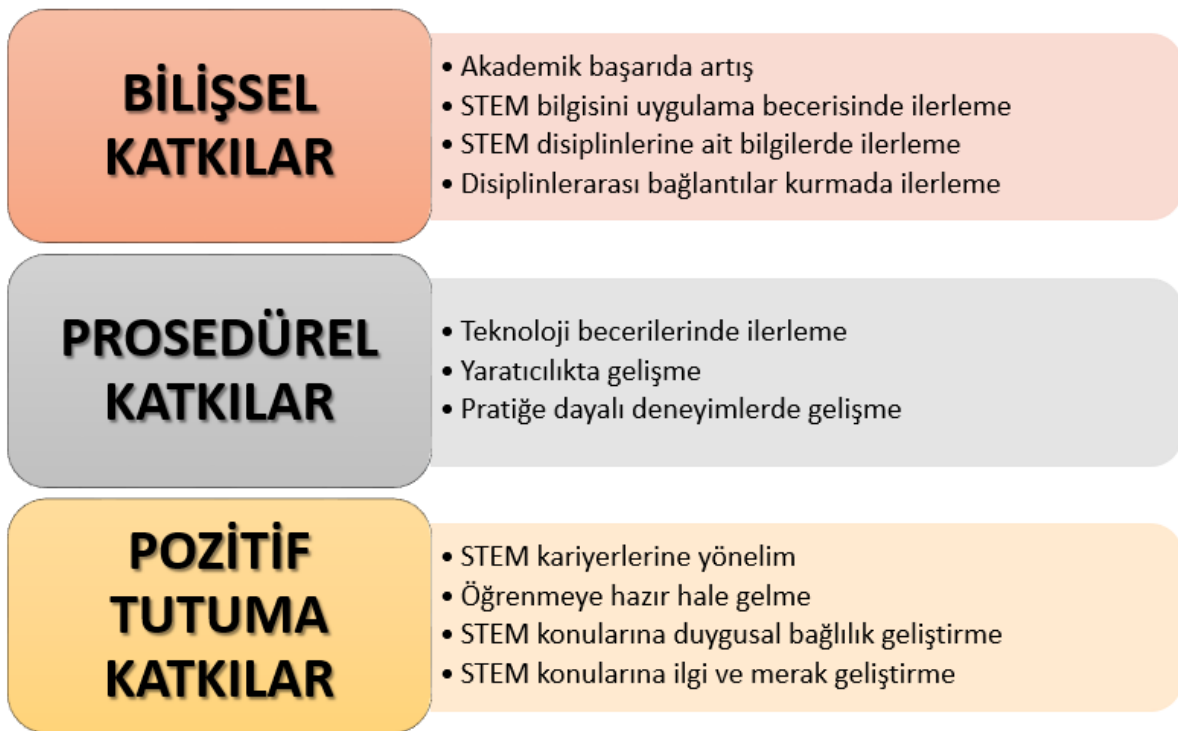 BİLİŞSEL
KATKILAR
• Akademik başarıda artış
• STEM bilgisini uygulama becerisinde ilerleme
• STEM disiplinlerine ait bilgilerde ilerleme
• Disiplinlerarası bağlantılar kurmada ilerleme
PROSEDÜREL
KATKILAR
• Teknoloji becerilerinde ilerleme
• Yaratıcılıkta gelişme
• Pratiğe dayalı deneyimlerde gelişme
POZİTİF
TUTUMA
KATKILAR
• STEM kariyerlerine yönelim
• Öğrenmeye hazır hale gelme
• STEM konularına duygusal bağlılık geliştirme
• STEM konularına ilgi ve merak geliştirme